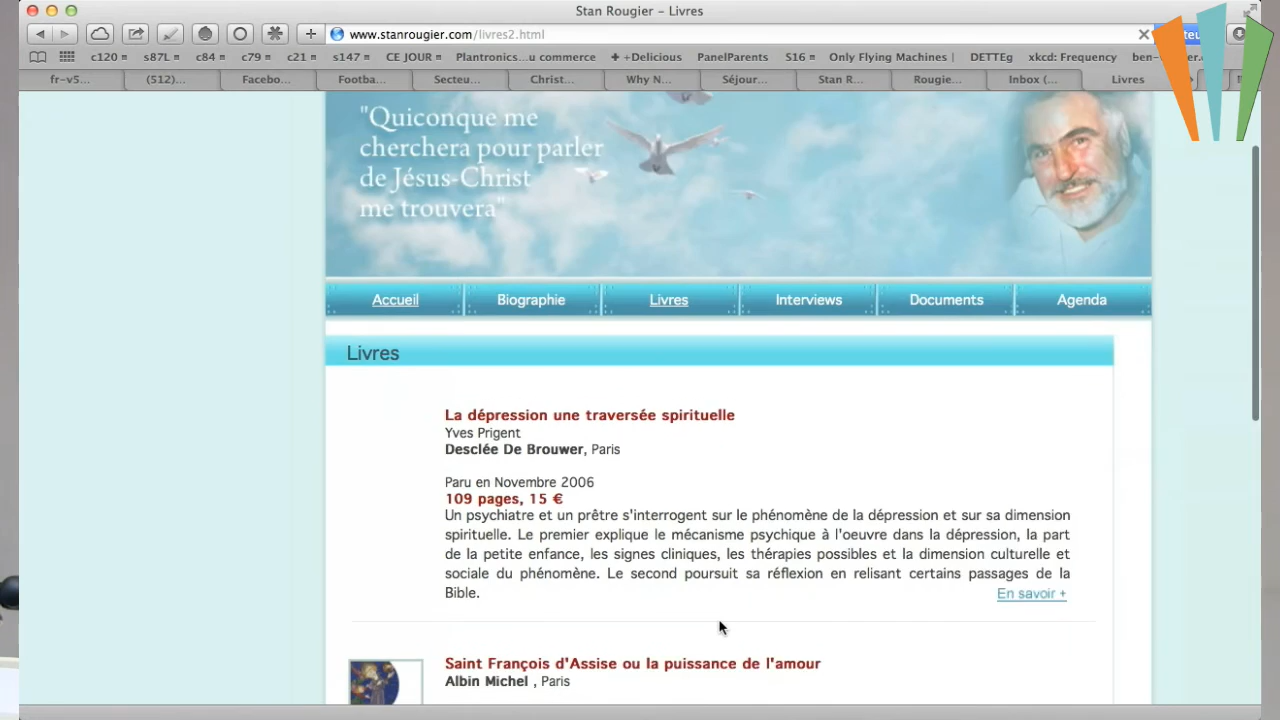 Stan Rougier – Livres
www.stanrougier.com/livres2.html
c120 s87L c84 c79 c21 s147 CE JOUR Plantronics...u commerce + +Delicious PanelParents S16 Only Flying Machines | DETTEg xkcd: Frequency
fr-v5... (512)... Facebo... Footba... Secteu... Christ... Why N... Séjour... Stan R... Rougie... Inbox (... Livres
"Quiconque me
cherchera pour parler
de Jésus-Christ
me trouvera"
Accueil Biographie Livres Interviews Documents Agenda
Livres
La dépression une traversée spirituelle
Yves Prigent
Desclée De Brouwer, Paris
Paru en Novembre 2006
109 pages, 15 €
Un psychiatre et un prêtre s'interrogent sur le phénomène de la dépression et sur sa dimension
spirituelle. Le premier explique le mécanisme psychique à l'oeuvre dans la dépression, la part
de la petite enfance, les signes cliniques, les thérapies possibles et la dimension culturelle et
sociale du phénomène. Le second poursuit sa réflexion en relisant certains passages de la
Bible.
En savoir +
Saint François d'Assise ou la puissance de l'amour
Albin Michel , Paris